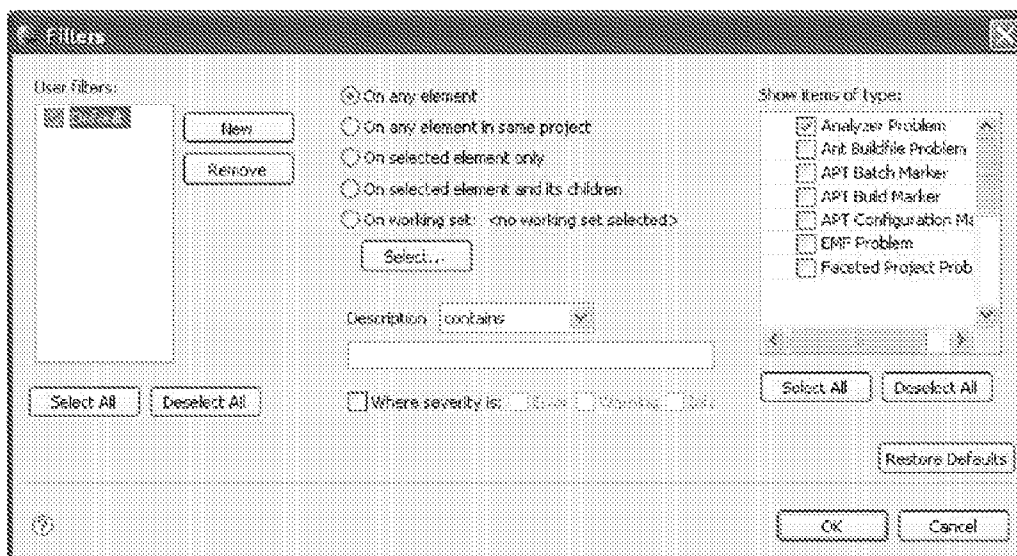 Filters
User filters:
New
Remove
Select All
Deselect All
On any element
On any element in same project
On selected element only
On selected element and its children
On working set: <no working set selected>
Select...
Description contains
Where severity is: Error Warning Info
Show items of type:
Analyzer Problem
Ant Buildfile Problem
APT Batch Marker
APT Build Marker
APT Configuration Ma
EMF Problem
Faceted Project Prob
Select All
Deselect All
Restore Defaults
OK
Cancel